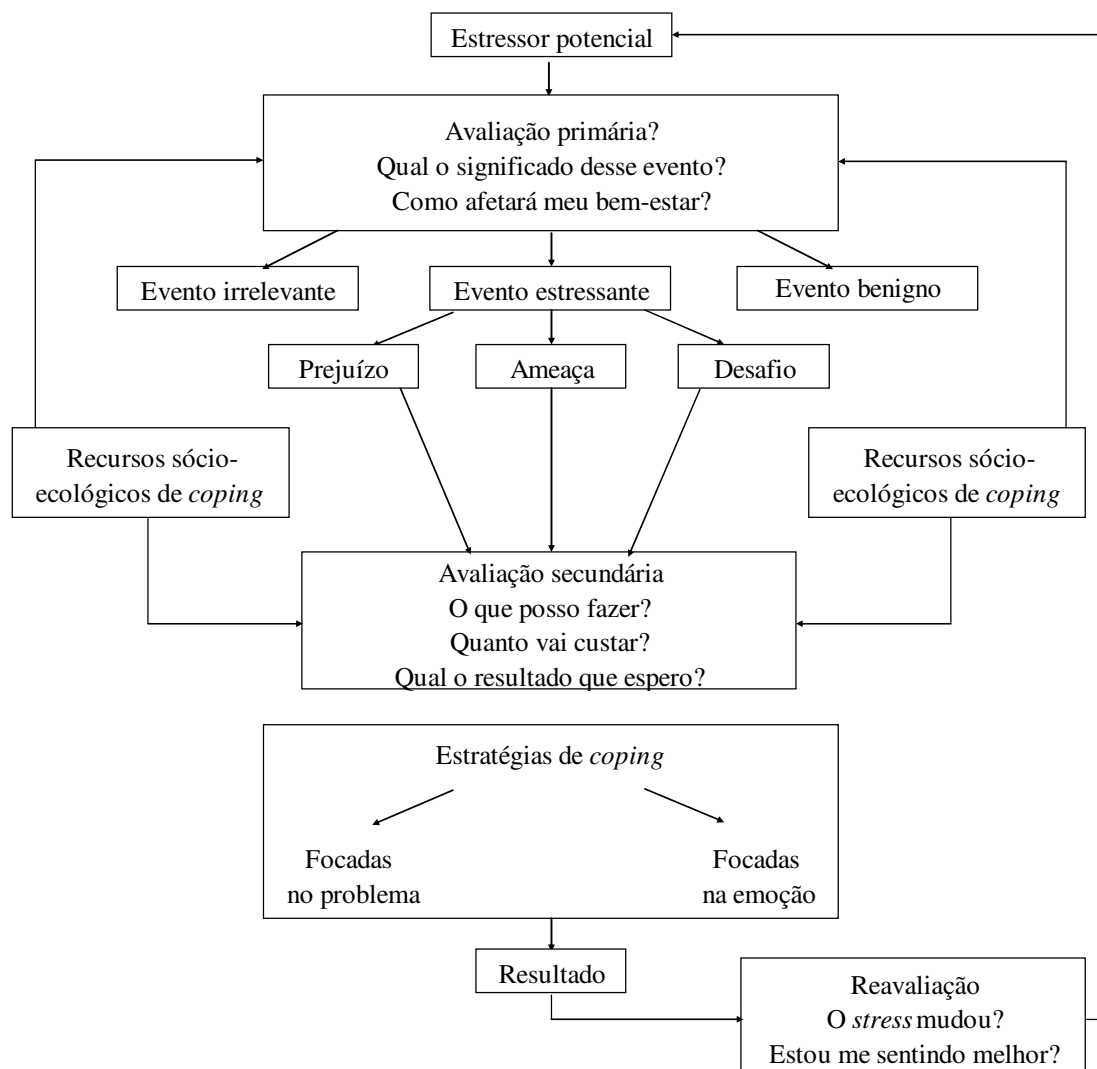 Estressor potencial
Avaliação primária?
Qual o significado desse evento?
Como afetará meu bem-estar?
Evento irrelevante
Evento estressante
Evento benigno
Prejuízo
Ameaça
Desafio
Recursos sócio-
ecológicos de coping
Recursos sócio-
ecológicos de coping
Avaliação secundária
O que posso fazer?
Quanto vai custar?
Qual o resultado que espero?
Estratégias de coping
Focadas
no problema
Focadas
na emoção
Resultado
Reavaliação
O stress mudou?
Estou me sentindo melhor?